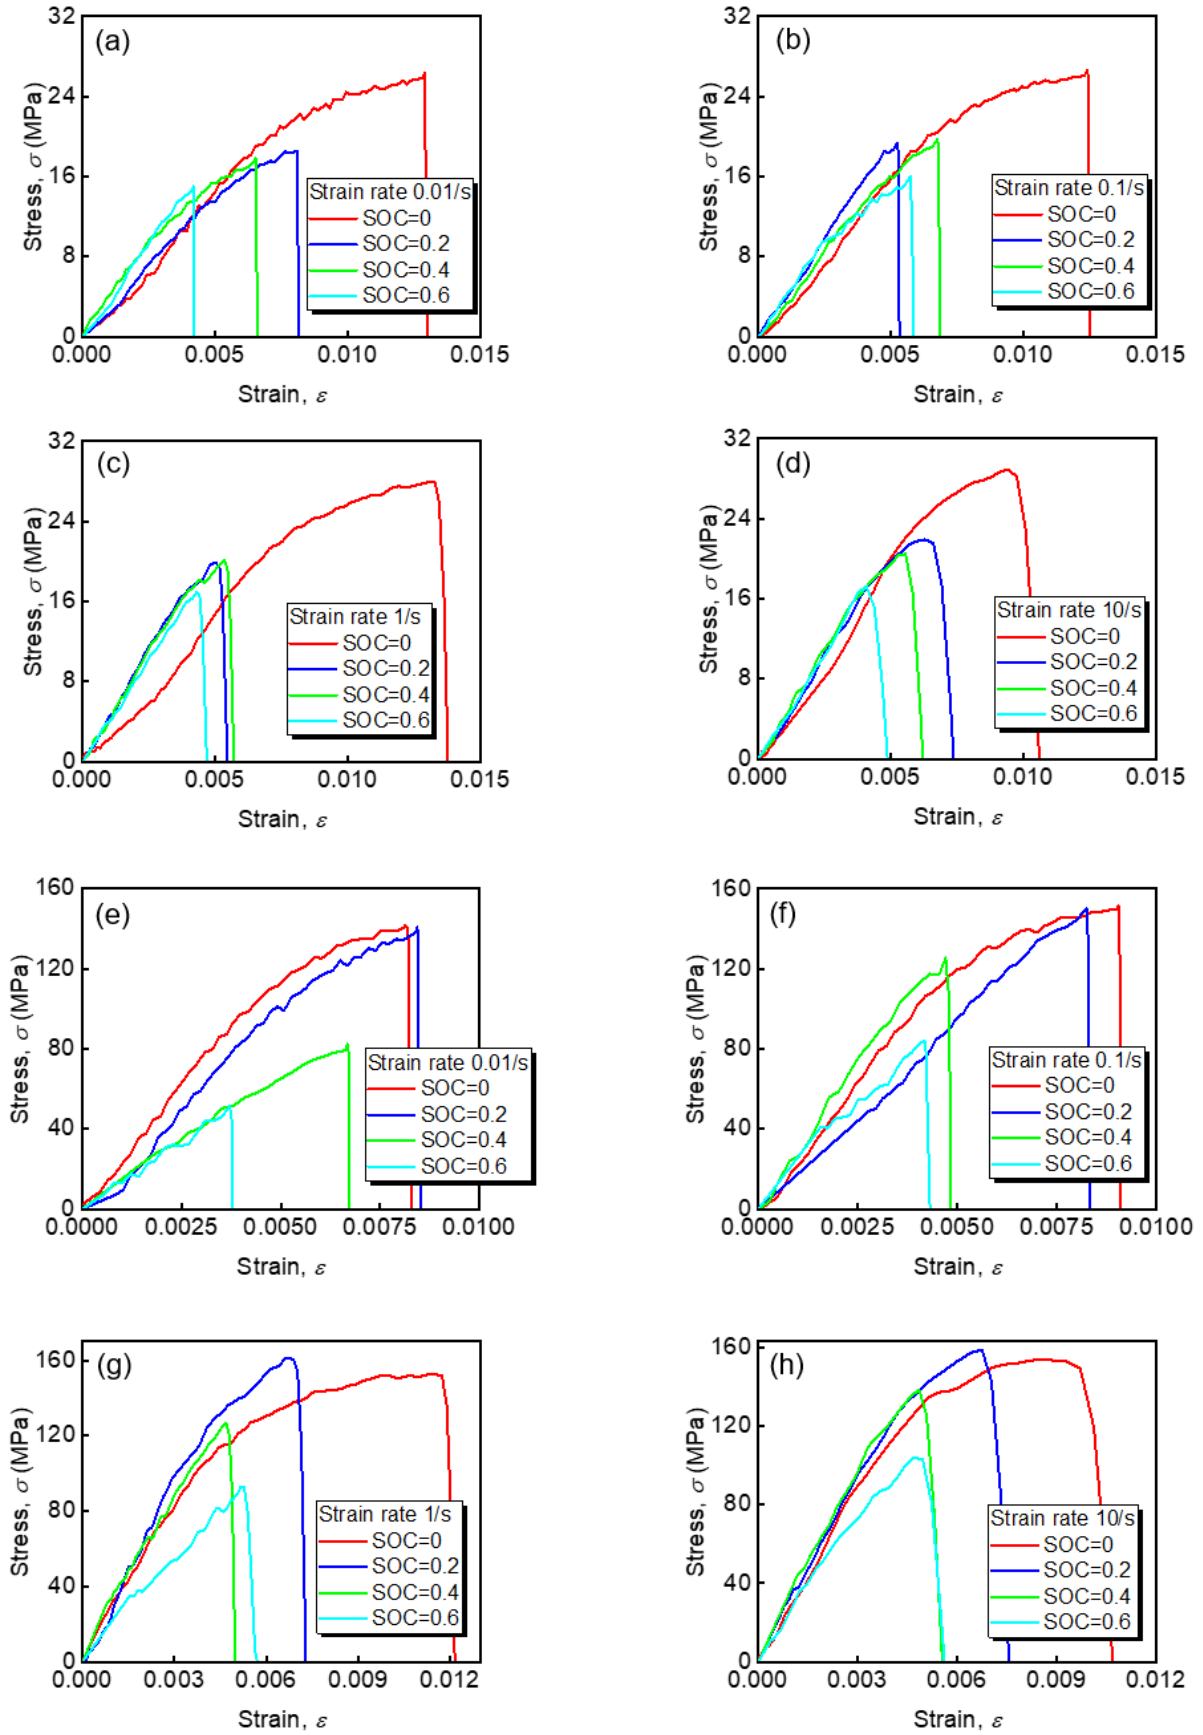 (a)
Stress, σ (MPa)
32
24
16
8
0
Strain rate 0.01/s
SOC=0
SOC=0.2
SOC=0.4
SOC=0.6
0.000 0.005 0.010 0.015
Strain, ε
(b)
Stress, σ (MPa)
32
24
16
8
0
Strain rate 0.1/s
SOC=0
SOC=0.2
SOC=0.4
SOC=0.6
0.000 0.005 0.010 0.015
Strain, ε
(c)
Stress, σ (MPa)
32
24
16
8
0
Strain rate 1/s
SOC=0
SOC=0.2
SOC=0.4
SOC=0.6
0.000 0.005 0.010 0.015
Strain, ε
(d)
Stress, σ (MPa)
32
24
16
8
0
Strain rate 10/s
SOC=0
SOC=0.2
SOC=0.4
SOC=0.6
0.000 0.005 0.010 0.015
Strain, ε
(e)
Stress, σ (MPa)
160
120
80
40
0
Strain rate 0.01/s
SOC=0
SOC=0.2
SOC=0.4
SOC=0.6
0.0000 0.0025 0.0050 0.0075 0.0100
Strain, ε
(f)
Stress, σ (MPa)
160
120
80
40
0
Strain rate 0.1/s
SOC=0
SOC=0.2
SOC=0.4
SOC=0.6
0.0000 0.0025 0.0050 0.0075 0.0100
Strain, ε
(g)
Stress, σ (MPa)
160
120
80
40
0
Strain rate 1/s
SOC=0
SOC=0.2
SOC=0.4
SOC=0.6
0.000 0.003 0.006 0.009 0.012
Strain, ε
(h)
Stress, σ (MPa)
160
120
80
40
0
Strain rate 10/s
SOC=0
SOC=0.2
SOC=0.4
SOC=0.6
0.000 0.003 0.006 0.009 0.012
Strain, ε